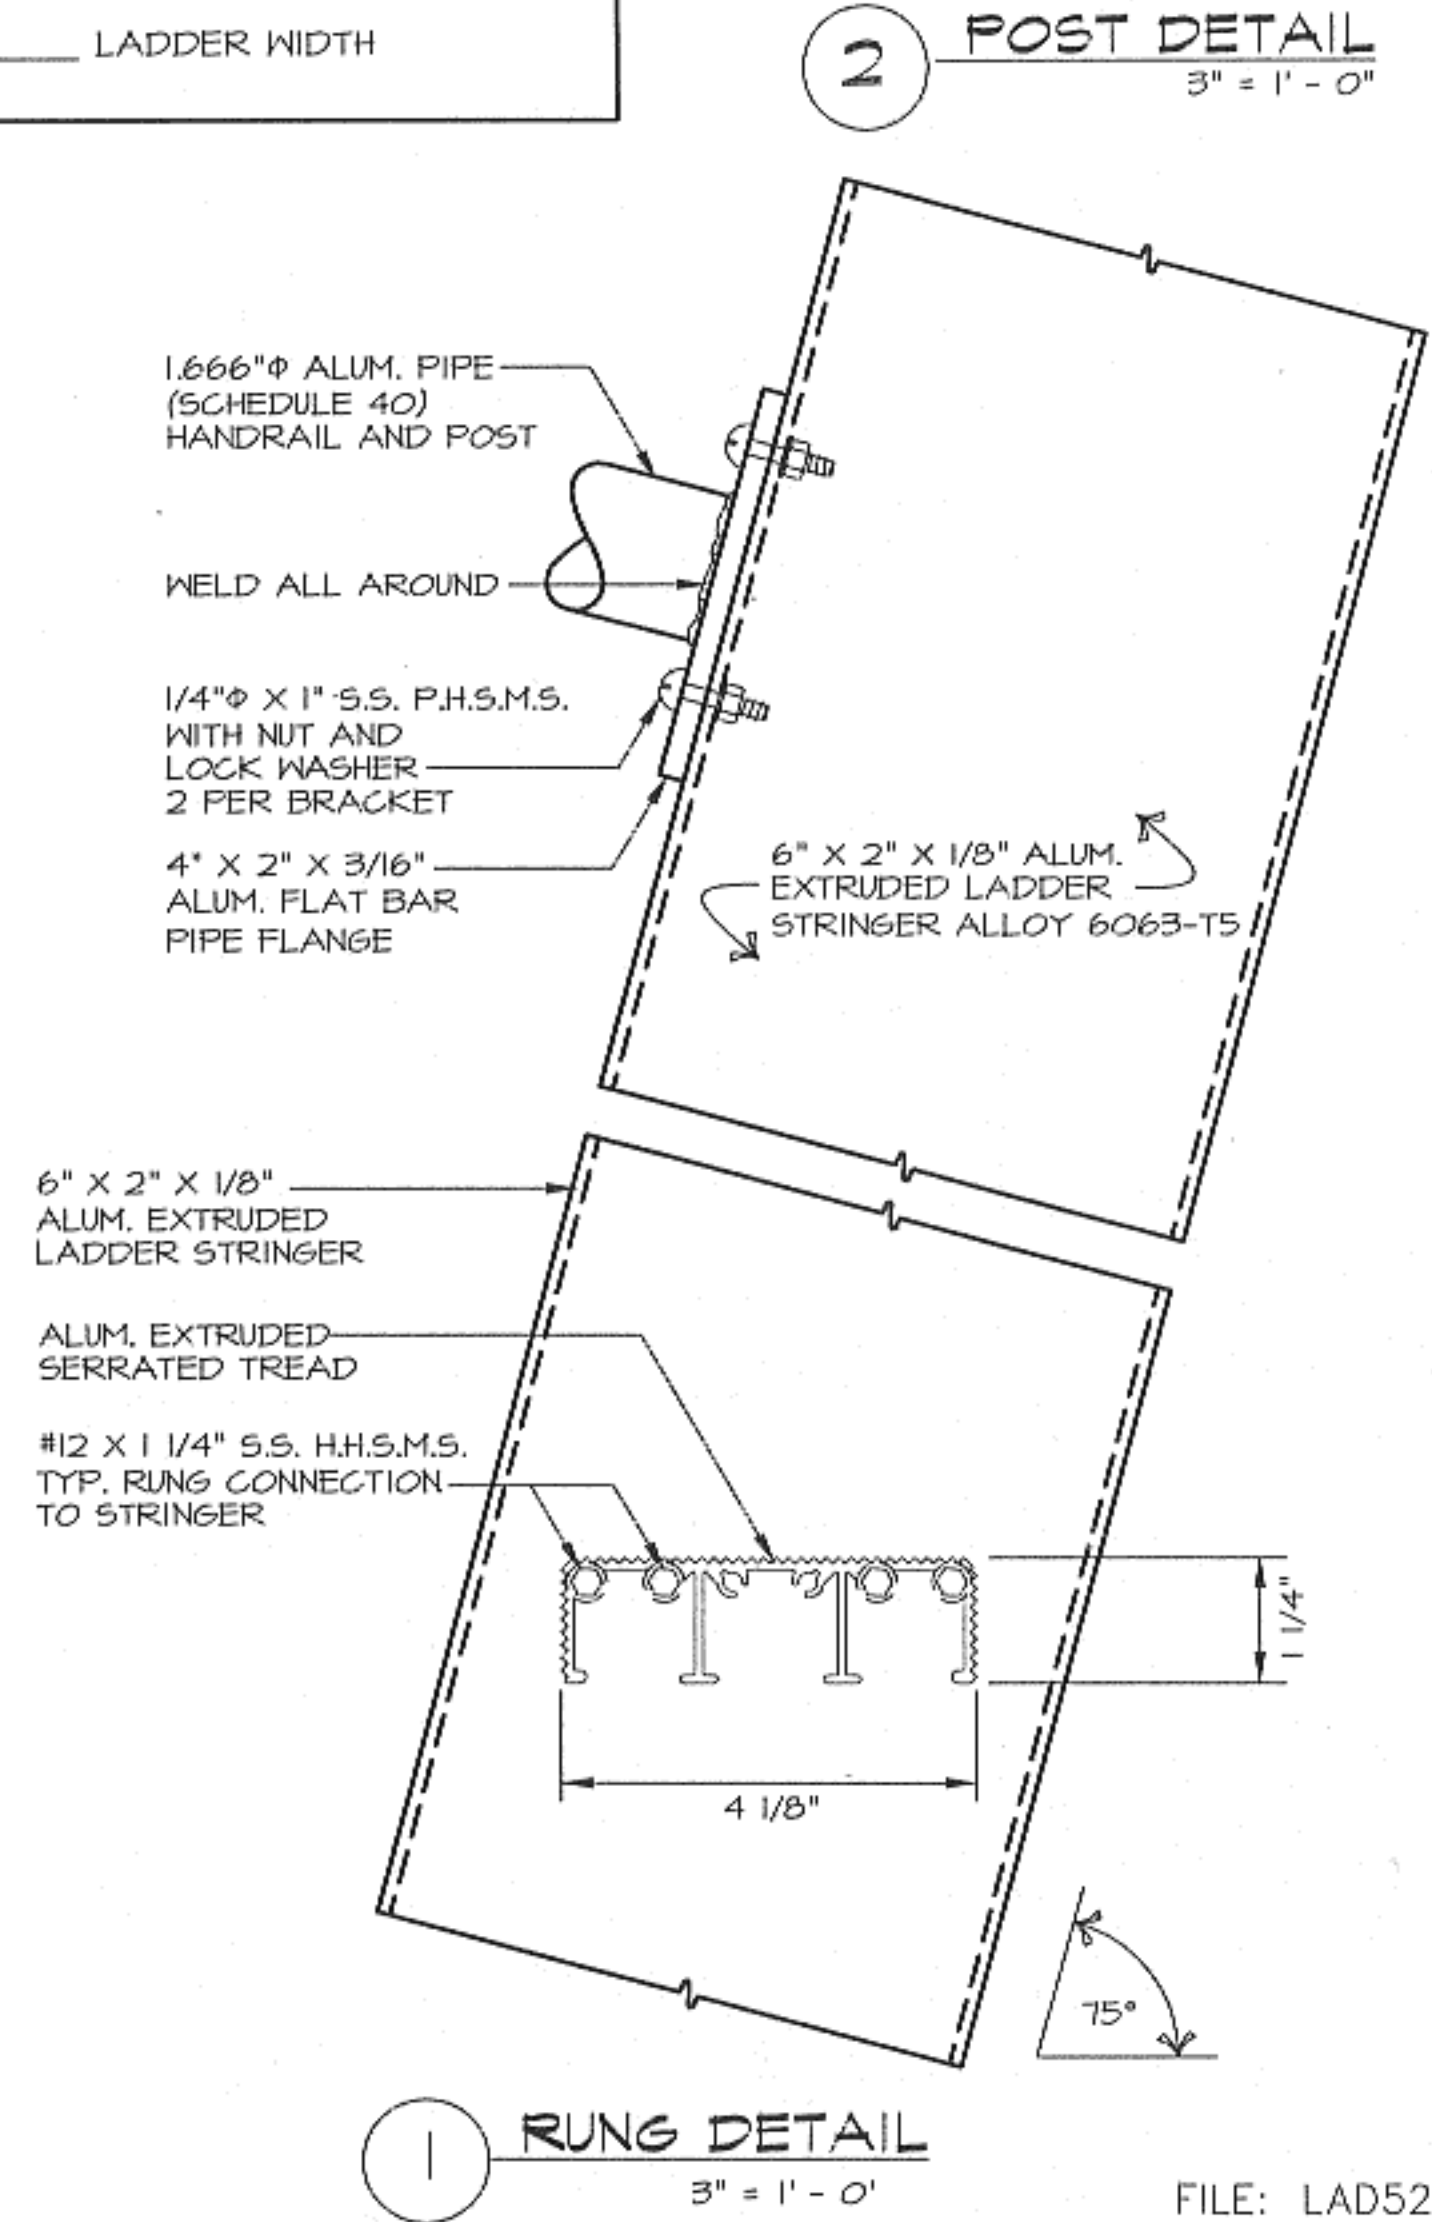 LADDER WIDTH
2
POST DETAIL
3" = 1' - 0"
1.666"Φ ALUM. PIPE
(SCHEDULE 40)
HANDRAIL AND POST
WELD ALL AROUND
1/4"Φ X 1" S.S. P.H.S.M.S.
WITH NUT AND
LOCK WASHER
2 PER BRACKET
4" X 2" X 3/16"
ALUM. FLAT BAR
PIPE FLANGE
6" X 2" X 1/8" ALUM.
EXTRUDED LADDER
STRINGER ALLOY 6063-T5
6" X 2" X 1/8"
ALUM. EXTRUDED
LADDER STRINGER
ALUM. EXTRUDED
SERRATED TREAD
#12 X 1 1/4" S.S. H.H.S.M.S.
TYP. RUNG CONNECTION
TO STRINGER
1 1/4"
4 1/8"
75°
1
RUNG DETAIL
3" = 1' - 0'
FILE: LAD52